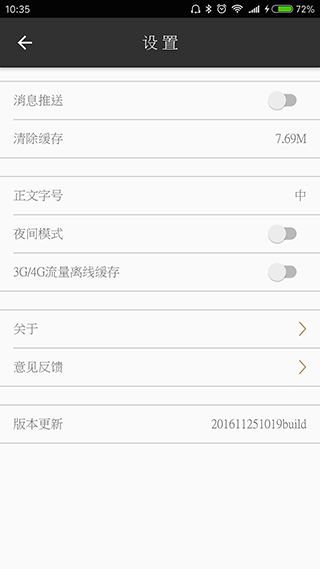 10:35
72%
设置
消息推送
清除缓存 7.69M
正文字号 中
夜间模式
3G/4G流量离线缓存
关于
意见反馈
版本更新 201611251019build